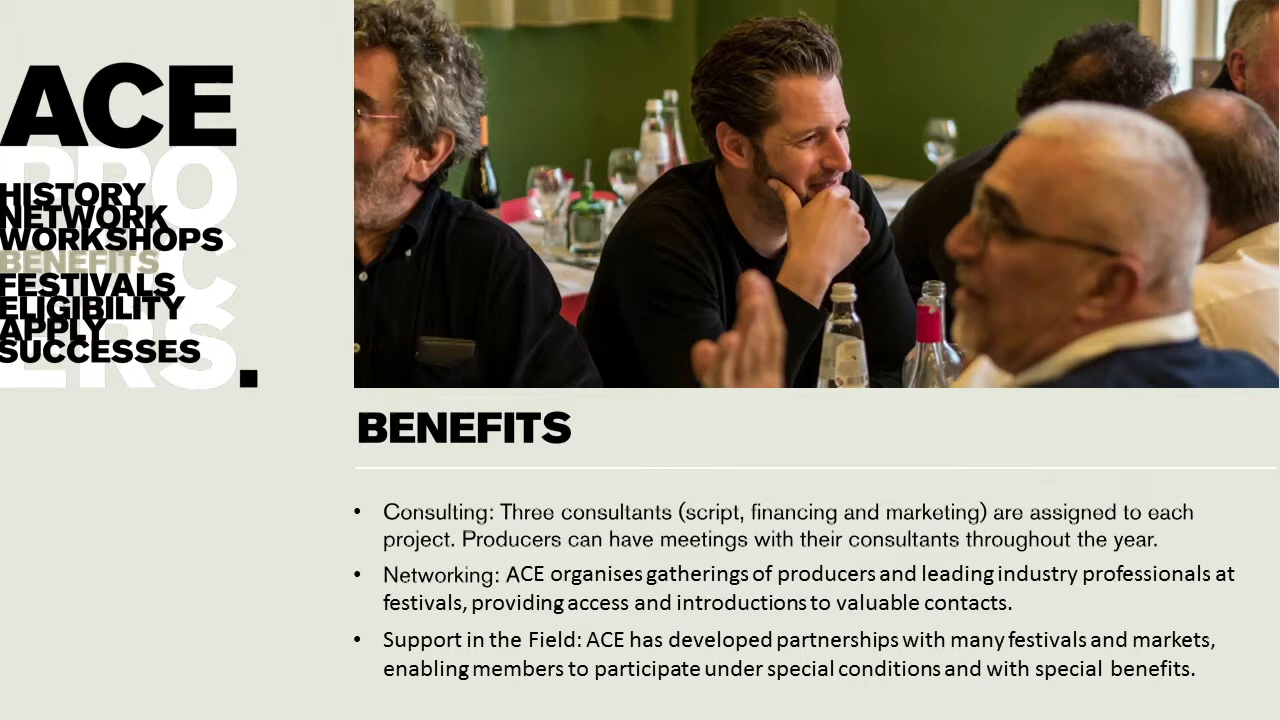 ACE
PRO
HISTORY
NETWORK
WORKSHOPS
BENEFITS
FESTIVALS
ELIGIBILITY
APPLY
SUCCESSES
ERS.
BENEFITS
• Consulting: Three consultants (script, financing and marketing) are assigned to each
project. Producers can have meetings with their consultants throughout the year.
• Networking: ACE organises gatherings of producers and leading industry professionals at
festivals, providing access and introductions to valuable contacts.
• Support in the Field: ACE has developed partnerships with many festivals and markets,
enabling members to participate under special conditions and with special benefits.